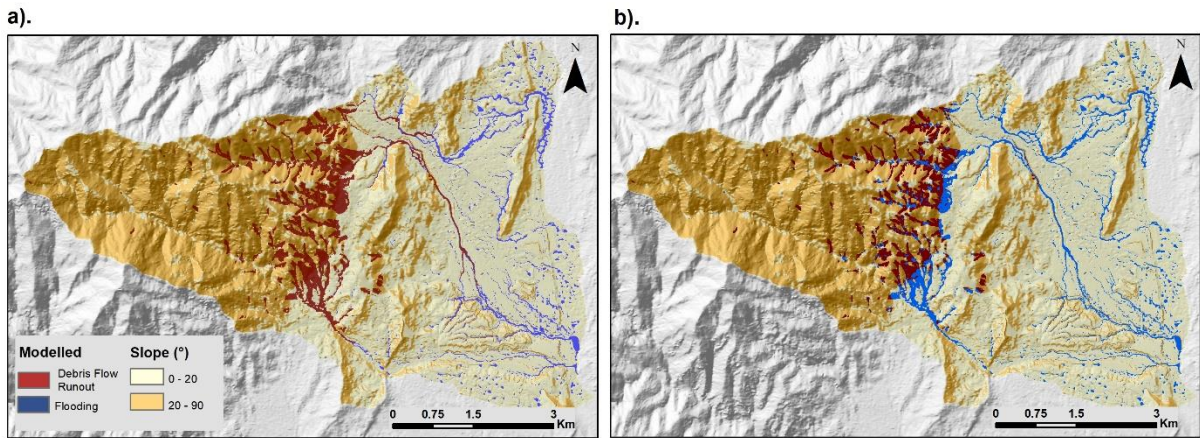 a).
b).
N
N
Modelled
Slope (°)
Debris Flow
Runout
0 - 20
Flooding
20 - 90
0 0.75 1.5 3
Km
0 0.75 1.5 3
Km